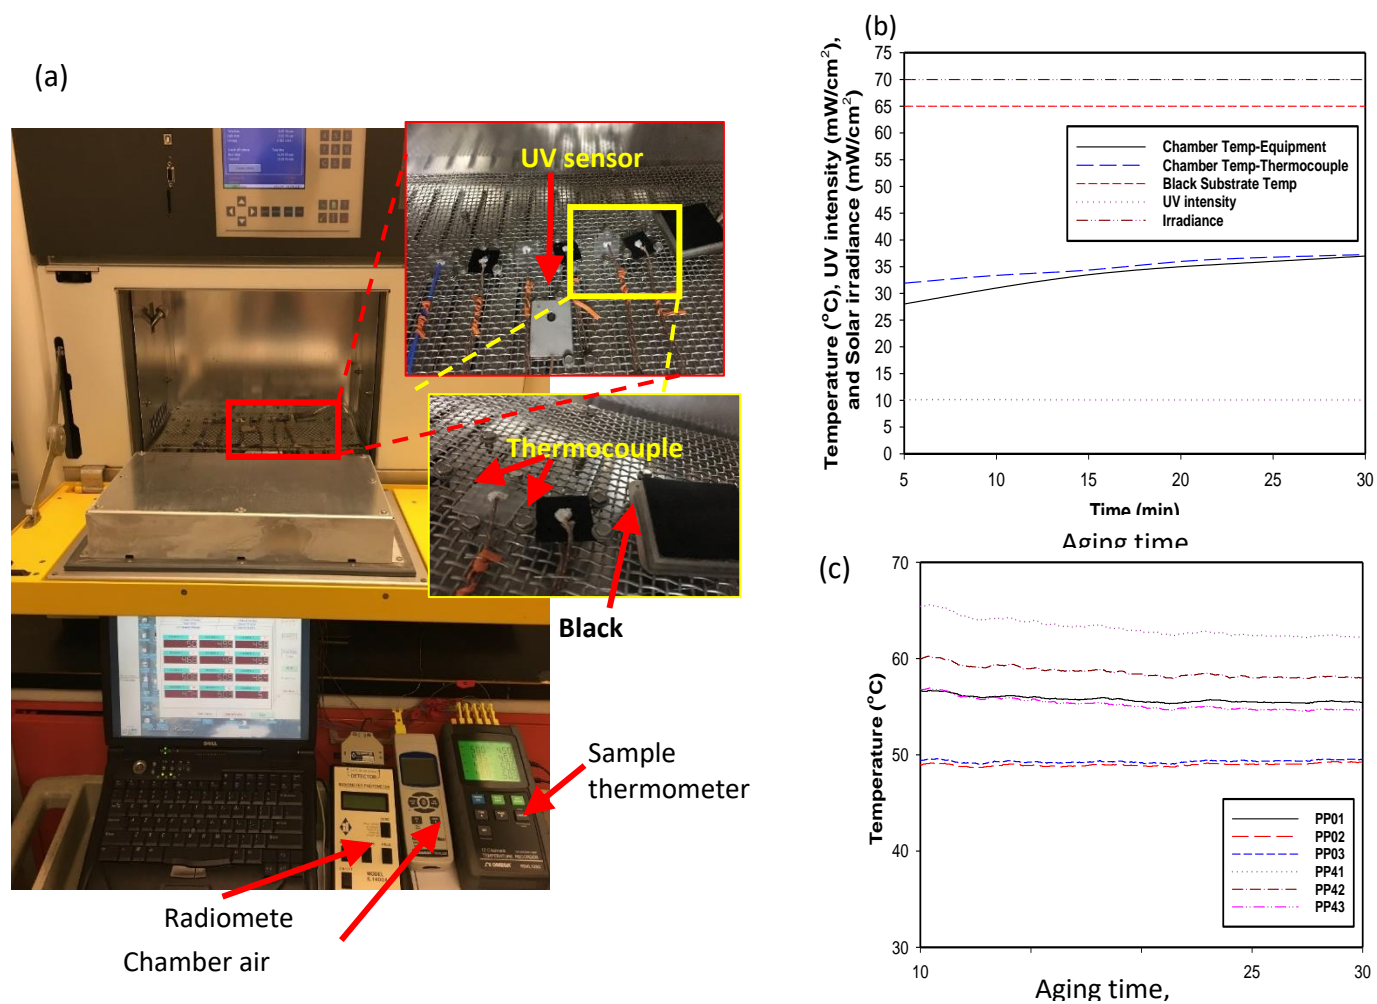 (a)
UV sensor
Thermocouple
Black
DELL
DETECTOR
Sample
thermometer
Radiomete
Chamber air
(b)
Temperature (°C), UV intensity (mW/cm²),
and Solar irradiance (mW/cm²)
75
70
65
60
55
50
45
40
35
30
25
20
15
10
5
0
5
10
15
20
25
30
Chamber Temp-Equipment
Chamber Temp-Thermocouple
Black Substrate Temp
UV intensity
Irradiance
Time (min)
Aging time
(c)
Temperature (°C)
70
60
50
30
10
25
30
PP01
PP02
PP03
PP41
PP42
PP43
Aging time,